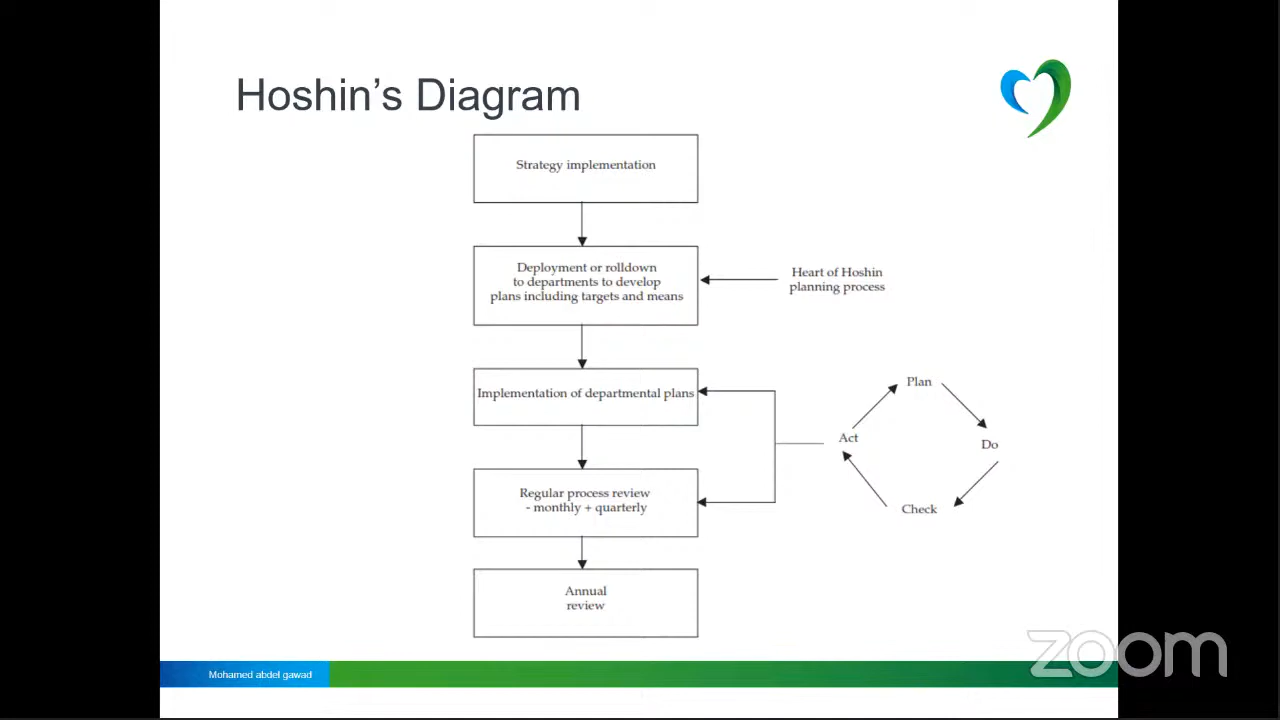 Hoshin's Diagram
Strategy implementation
Deployment or rolldown
to departments to develop
plans including targets and means
Heart of Hoshin
planning process
Implementation of departmental plans
Plan
Act
Do
Check
Regular process review
- monthly + quarterly
Annual
review
Mohamed abdel gawad
zoom